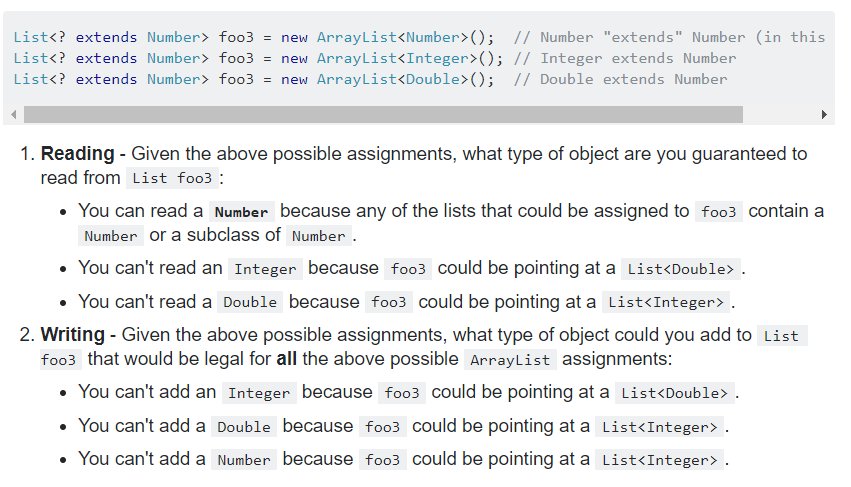 List<? extends Number> foo3 = new ArrayList<Number>();  // Number "extends" Number (in this
List<? extends Number> foo3 = new ArrayList<Integer>(); // Integer extends Number
List<? extends Number> foo3 = new ArrayList<Double>();  // Double extends Number
1. Reading - Given the above possible assignments, what type of object are you guaranteed to
read from List foo3 :
• You can read a Number because any of the lists that could be assigned to foo3 contain a
Number or a subclass of Number .
• You can't read an Integer because foo3 could be pointing at a List<Double> .
• You can't read a Double because foo3 could be pointing at a List<Integer> .
2. Writing - Given the above possible assignments, what type of object could you add to List
foo3 that would be legal for all the above possible ArrayList assignments:
• You can't add an Integer because foo3 could be pointing at a List<Double> .
• You can't add a Double because foo3 could be pointing at a List<Integer> .
• You can't add a Number because foo3 could be pointing at a List<Integer> .